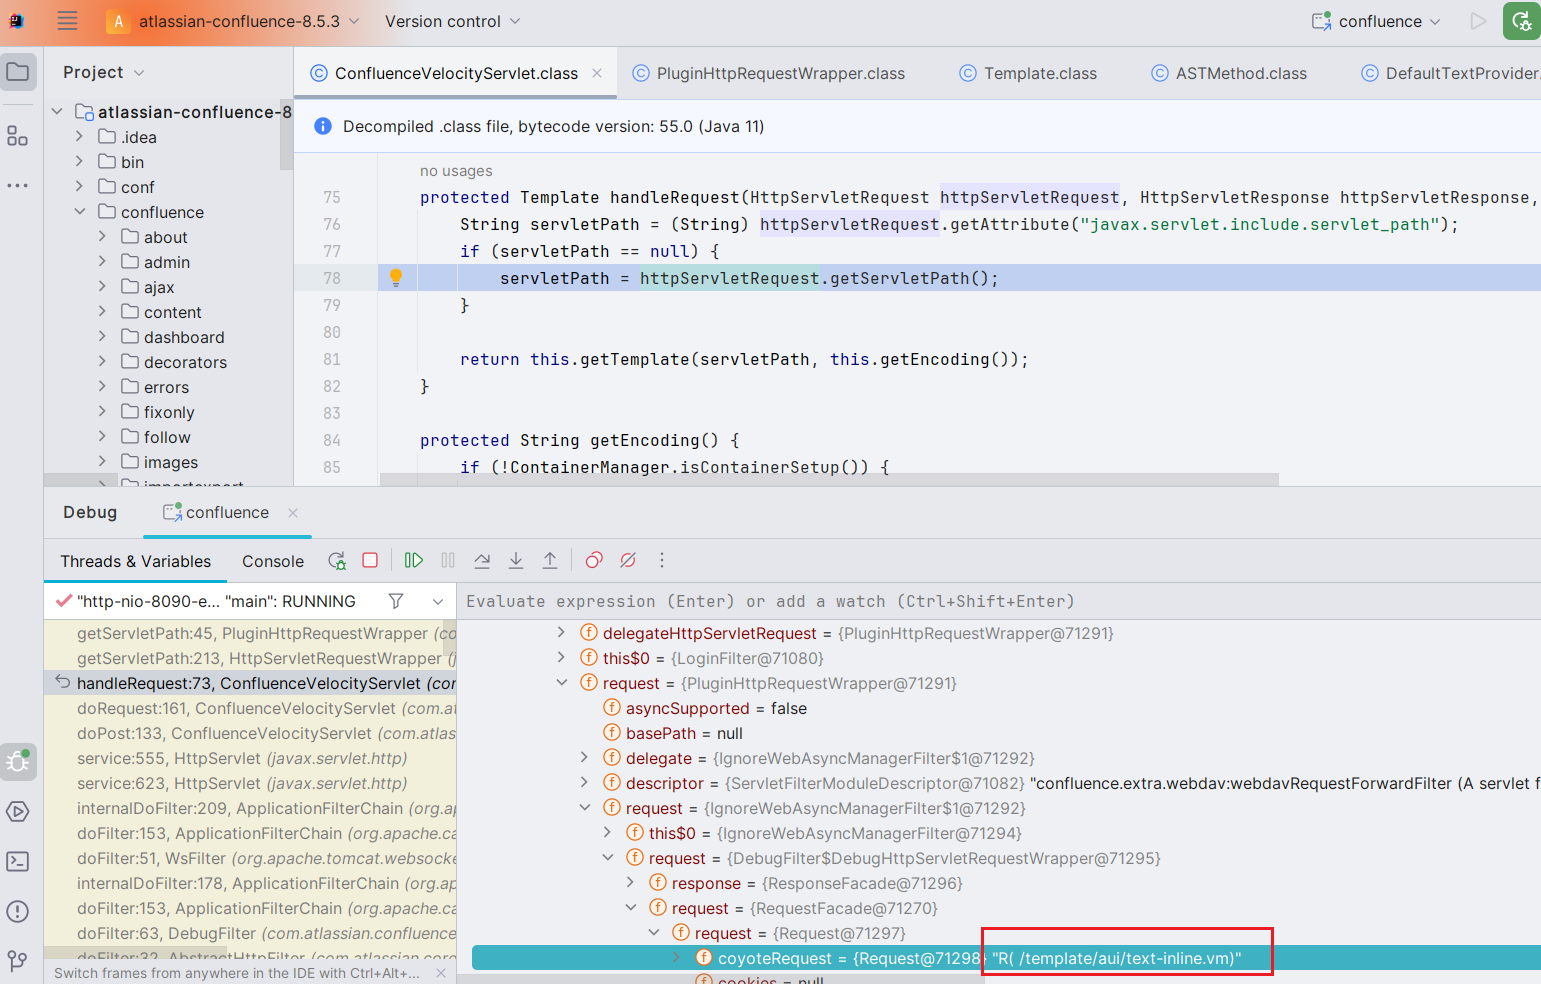 A atlassian-confluence-8.5.3 Version control confluence
Project
ConfluenceVelocityServlet.class PluginHttpRequestWrapper.class Template.class ASTMethod.class DefaultTextProvider.
atlassian-confluence-8
.idea
bin
conf
confluence
about
admin
ajax
content
dashboard
decorators
errors
fixonly
follow
images
importexport
Decompiled .class file, bytecode version: 55.0 (Java 11)
no usages
75 protected Template handleRequest(HttpServletRequest httpServletRequest, HttpServletResponse httpServletResponse,
76 String servletPath = (String) httpServletRequest.getAttribute("javax.servlet.include.servlet_path");
77 if (servletPath == null) {
78 servletPath = httpServletRequest.getServletPath();
79 }
80
81 return this.getTemplate(servletPath, this.getEncoding());
82 }
83
84 protected String getEncoding() {
85 if (!ContainerManager.isContainerSetup()) {
Debug confluence
Threads & Variables Console
"http-nio-8090-e... "main": RUNNING
getServletPath:45, PluginHttpRequestWrapper (co
getServletPath:213, HttpServletRequestWrapper (j
handleRequest:73, ConfluenceVelocityServlet (cor
doRequest:161, ConfluenceVelocityServlet (com.at
doPost:133, ConfluenceVelocityServlet (com.atlas
service:555, HttpServlet (javax.servlet.http)
service:623, HttpServlet (javax.servlet.http)
internalDoFilter:209, ApplicationFilterChain (org.ap
doFilter:153, ApplicationFilterChain (org.apache.ca
doFilter:51, WsFilter (org.apache.tomcat.websocke
internalDoFilter:178, ApplicationFilterChain (org.ap
doFilter:153, ApplicationFilterChain (org.apache.ca
doFilter:63, DebugFilter (com.atlassian.confluence
doFilter:32, AbstractHttpFilter (com.atlassian.core
Switch frames from anywhere in the IDE with Ctrl+Alt+...
Evaluate expression (Enter) or add a watch (Ctrl+Shift+Enter)
delegateHttpServletRequest = {PluginHttpRequestWrapper@71291}
this$0 = {LoginFilter@71080}
request = {PluginHttpRequestWrapper@71291}
asyncSupported = false
basePath = null
delegate = {IgnoreWebAsyncManagerFilter$1@71292}
descriptor = {ServletFilterModuleDescriptor@71082} "confluence.extra.webdav:webdavRequestForwardFilter (A servlet f
request = {IgnoreWebAsyncManagerFilter$1@71292}
this$0 = {IgnoreWebAsyncManagerFilter@71294}
request = {DebugFilter$DebugHttpServletRequestWrapper@71295}
response = {ResponseFacade@71296}
request = {RequestFacade@71270}
request = {Request@71297}
coyoteRequest = {Request@71298} "R( /template/aui/text-inline.vm)"
cookies = null